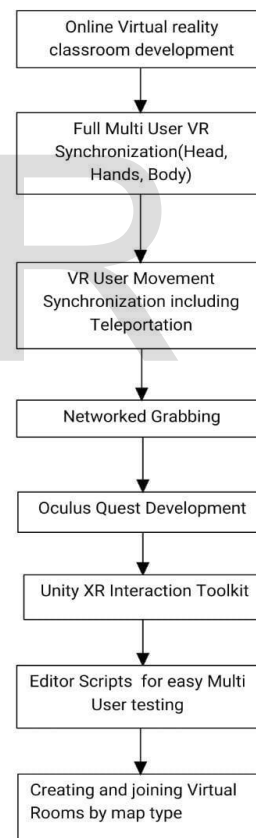 Online Virtual reality
classroom development
Full Multi User VR
Synchronization(Head,
Hands, Body)
VR User Movement
Synchronization including
Teleportation
Networked Grabbing
Oculus Quest Development
Unity XR Interaction Toolkit
Editor Scripts for easy Multi
User testing
Creating and joining Virtual
Rooms by map type
R